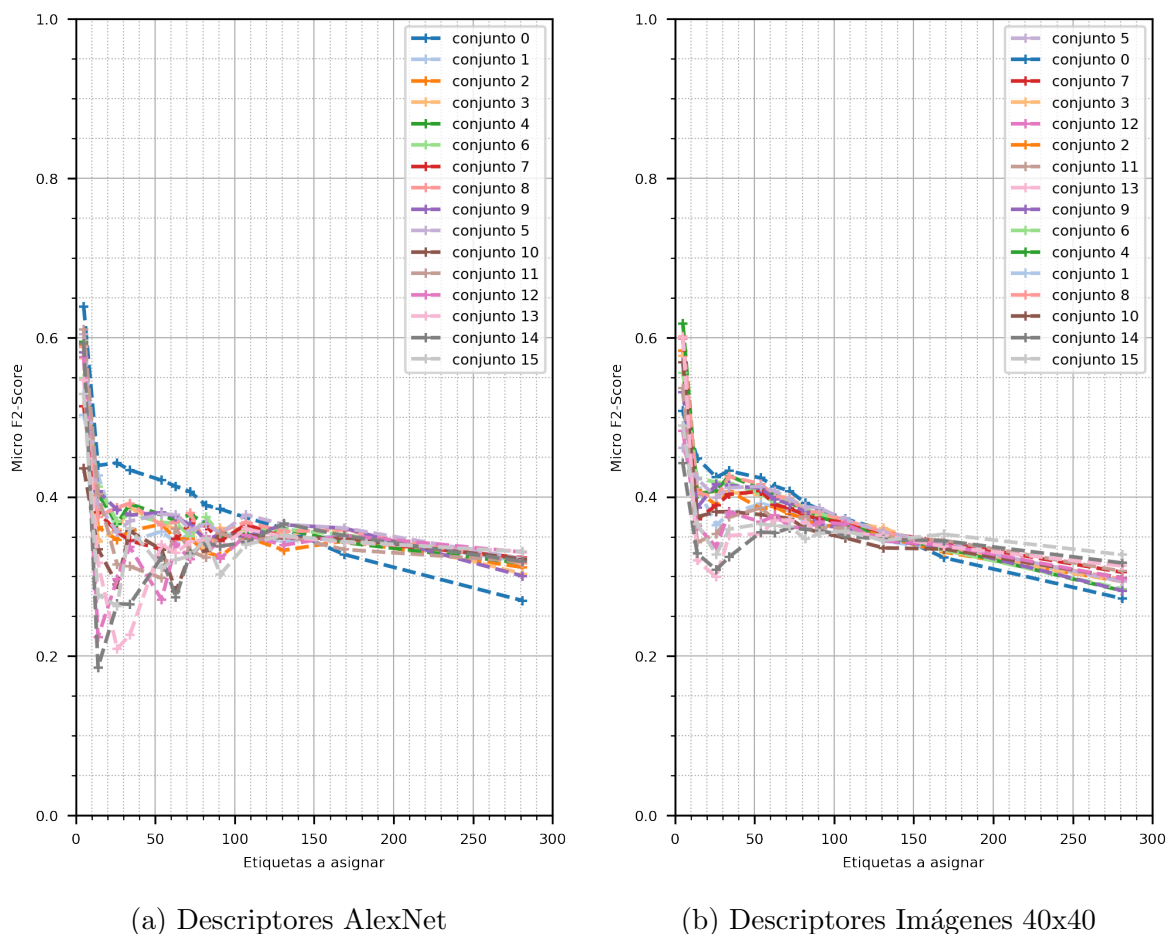 1.0
0.8
0.6
0.4
0.2
0.0
Micro F2-Score
0 50 100 150 200 250 300
Etiquetas a asignar
conjunto 0
conjunto 1
conjunto 2
conjunto 3
conjunto 4
conjunto 6
conjunto 7
conjunto 8
conjunto 9
conjunto 5
conjunto 10
conjunto 11
conjunto 12
conjunto 13
conjunto 14
conjunto 15
(a) Descriptores AlexNet
1.0
0.8
0.6
0.4
0.2
0.0
Micro F2-Score
0 50 100 150 200 250 300
Etiquetas a asignar
conjunto 5
conjunto 0
conjunto 7
conjunto 3
conjunto 12
conjunto 2
conjunto 11
conjunto 13
conjunto 9
conjunto 6
conjunto 4
conjunto 1
conjunto 8
conjunto 10
conjunto 14
conjunto 15
(b) Descriptores Imágenes 40x40